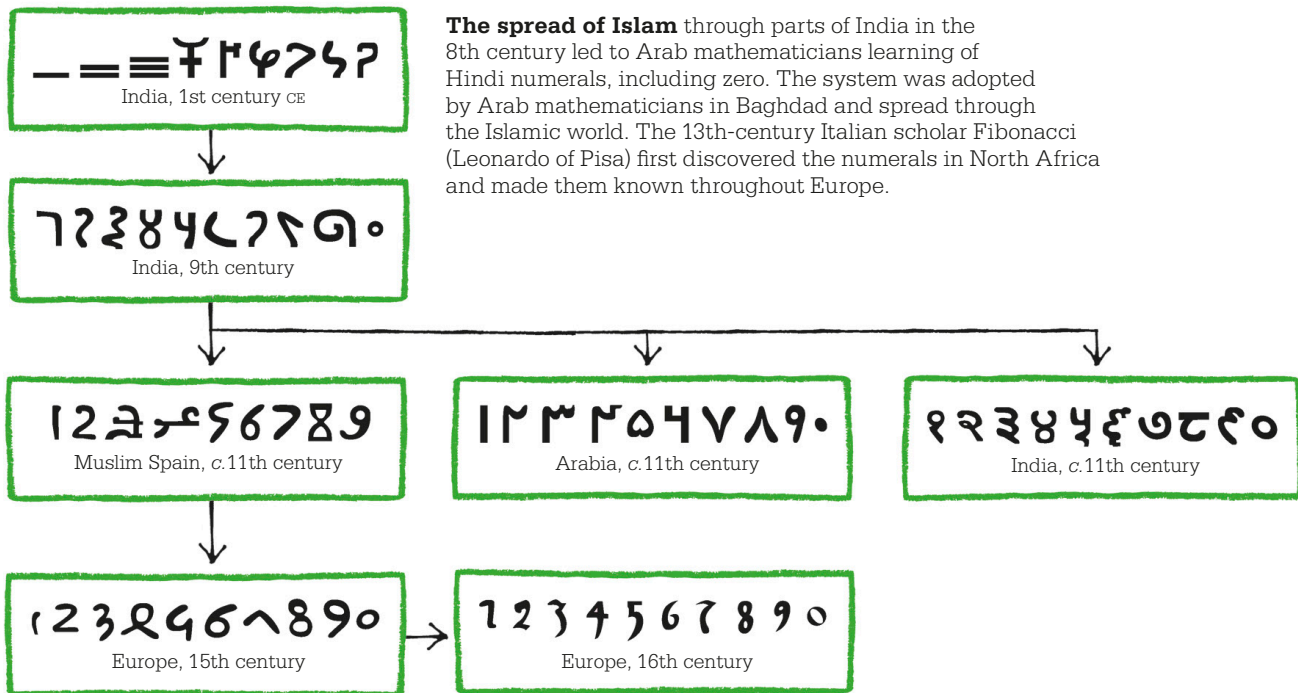 The spread of Islam through parts of India in the
8th century led to Arab mathematicians learning of
Hindi numerals, including zero. The system was adopted
by Arab mathematicians in Baghdad and spread through
the Islamic world. The 13th-century Italian scholar Fibonacci
(Leonardo of Pisa) first discovered the numerals in North Africa
and made them known throughout Europe.
India, 1st century CE
India, 9th century
Muslim Spain, c.11th century
Arabia, c.11th century
१२३४५६७८९०
India, c.11th century
Europe, 15th century
1 2 3 4 5 6 7 8 9 0
Europe, 16th century